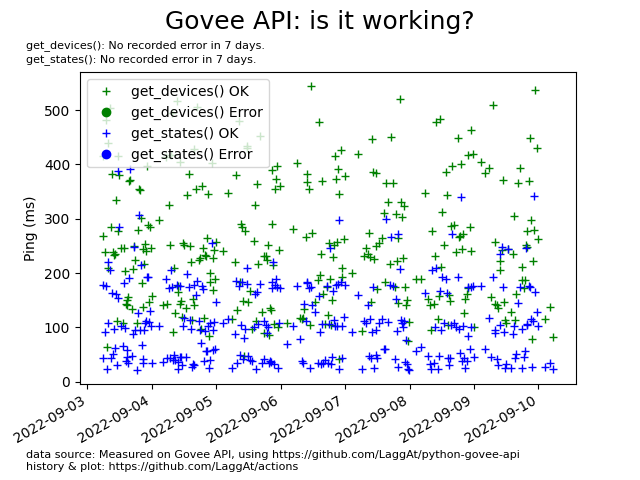 Govee API: is it working?
get_devices(): No recorded error in 7 days.
get_states(): No recorded error in 7 days.
get_devices() OK
get_devices() Error
get_states() OK
get_states() Error
Ping (ms)
500
400
300
200
100
0
2022-09-03
2022-09-04
2022-09-05
2022-09-06
2022-09-07
2022-09-08
2022-09-09
2022-09-10
data source: Measured on Govee API, using https://github.com/LaggAt/python-govee-api
history & plot: https://github.com/LaggAt/actions